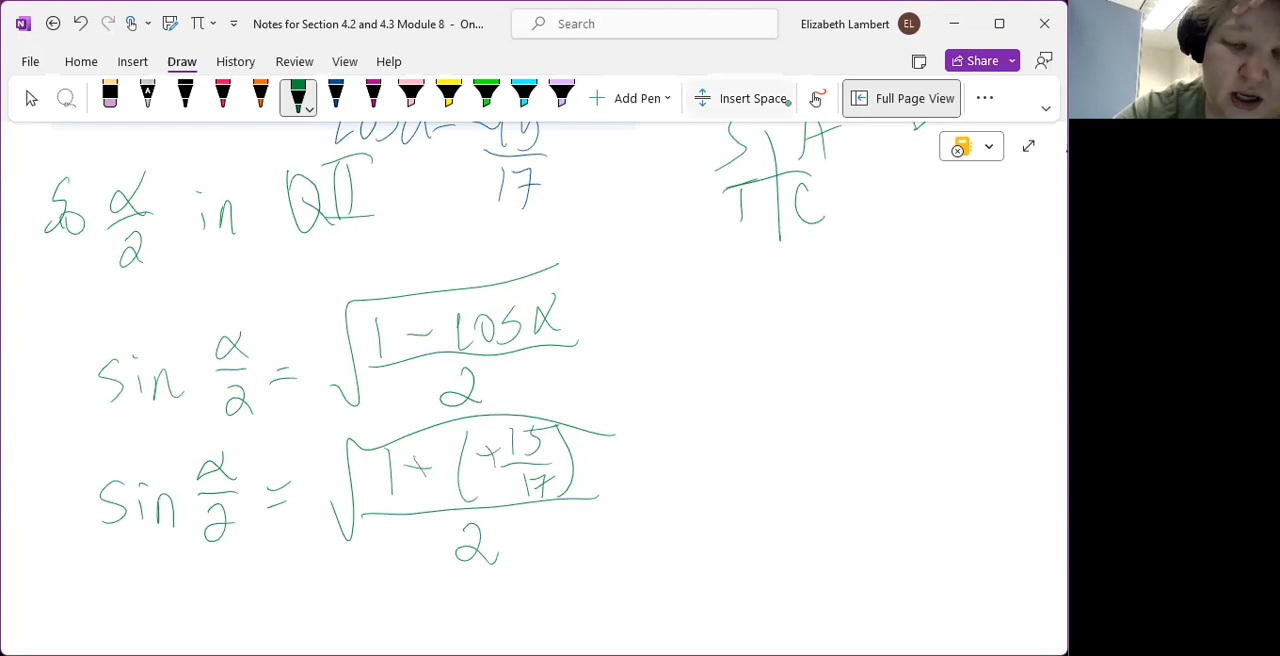 Notes for Section 4.2 and 4.3 Module 8 - On...
Search
Elizabeth Lambert
EL
File Home Insert Draw History Review View Help
Share
A
Add Pen
Insert Space
Full Page View
17
S A
T C
So α/2 in QII
sin α/2 = √((1 - cos α)/2)
sin α/2 = √((1 + (+15/17))/2)